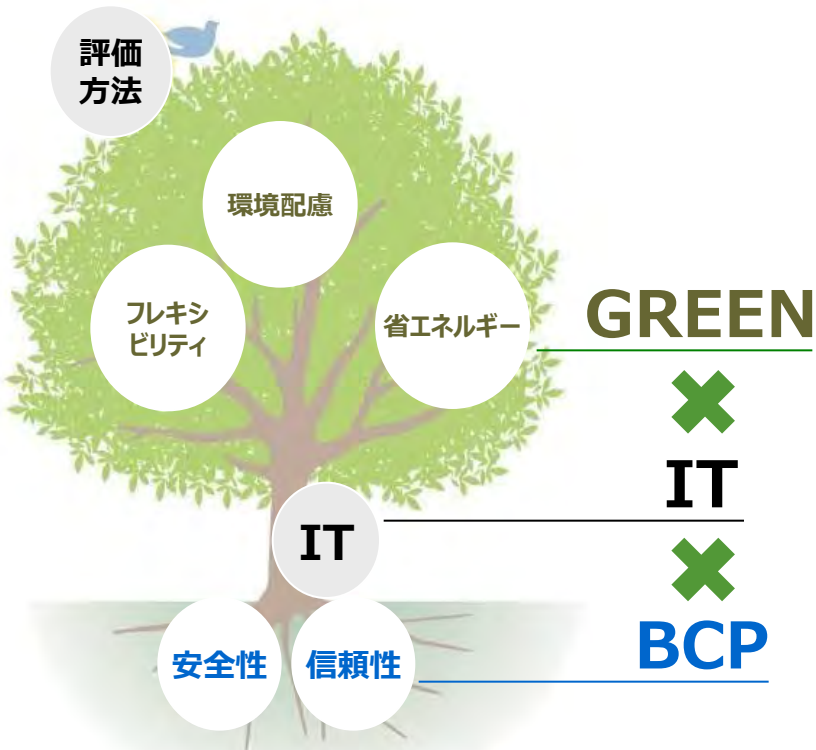 評価
方法
環境配慮
フレキシ
ビリティ
省エネルギー
GREEN
IT
IT
安全性
信頼性
BCP